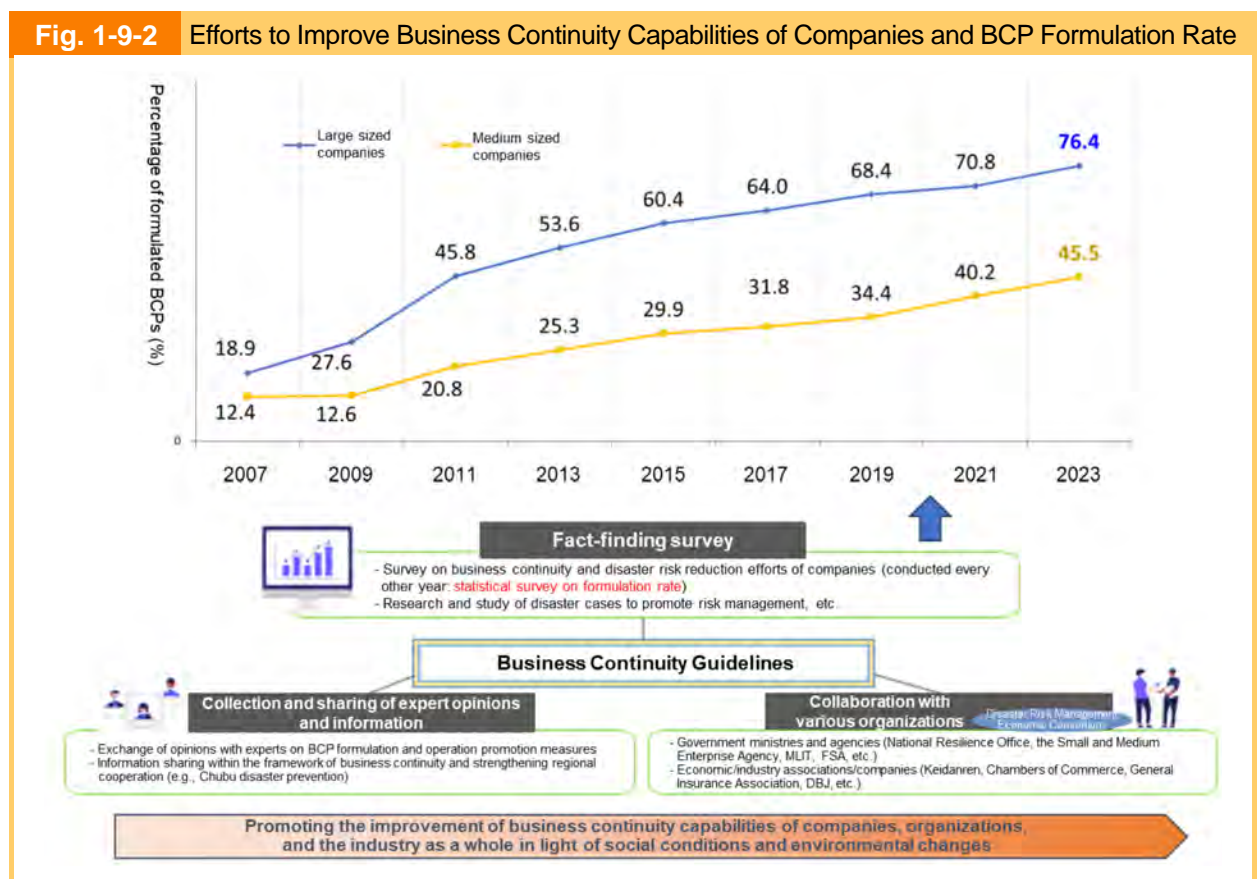 Fig. 1-9-2 Efforts to Improve Business Continuity Capabilities of Companies and BCP Formulation Rate
Percentage of formulated BCPs (%)
Large sized
companies
Medium sized
companies
18.9
27.6
45.8
53.6
60.4
64.0
68.4
70.8
76.4
12.4
12.6
20.8
25.3
29.9
31.8
34.4
40.2
45.5
0
2007 2009 2011 2013 2015 2017 2019 2021 2023
Fact-finding survey
- Survey on business continuity and disaster risk reduction efforts of companies (conducted every
other year: statistical survey on formulation rate)
- Research and study of disaster cases to promote risk management, etc.
Business Continuity Guidelines
Collection and sharing of expert opinions
and information
- Exchange of opinions with experts on BCP formulation and operation promotion measures
- Information sharing within the framework of business continuity and strengthening regional
cooperation (e.g., Chubu disaster prevention)
Collaboration with
various organizations
Disaster Risk Management
Economic Consortium
- Government ministries and agencies (National Resilience Office, the Small and Medium
Enterprise Agency, MLIT, FSA, etc.)
- Economic/industry associations/companies (Keidanren, Chambers of Commerce, General
Insurance Association, DBJ, etc.)
Promoting the improvement of business continuity capabilities of companies, organizations,
and the industry as a whole in light of social conditions and environmental changes